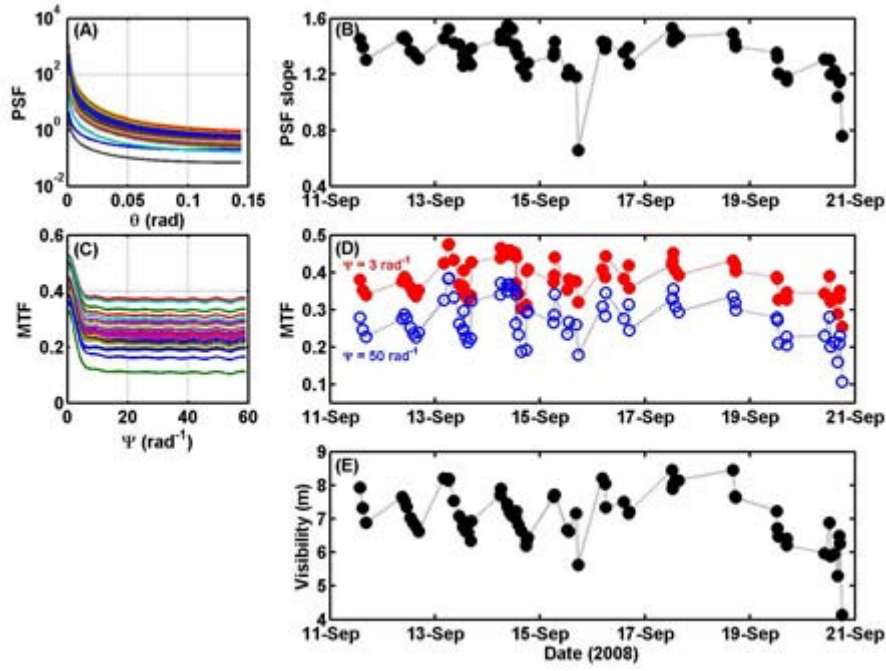 (A)
PSF
10^4
10^2
10^0
10^-2
0 0.05 0.1 0.15
θ (rad)
(B)
PSF slope
1.6
1.2
0.8
0.4
11-Sep 13-Sep 15-Sep 17-Sep 19-Sep 21-Sep
(C)
MTF
0.6
0.4
0.2
0
0 20 40 60
Ψ (rad^-1)
(D)
MTF
0.5
0.4
0.3
0.2
0.1
Ψ = 3 rad^-1
Ψ = 50 rad^-1
11-Sep 13-Sep 15-Sep 17-Sep 19-Sep 21-Sep
(E)
Visibility (m)
9
8
7
6
5
4
11-Sep 13-Sep 15-Sep 17-Sep 19-Sep 21-Sep
Date (2008)